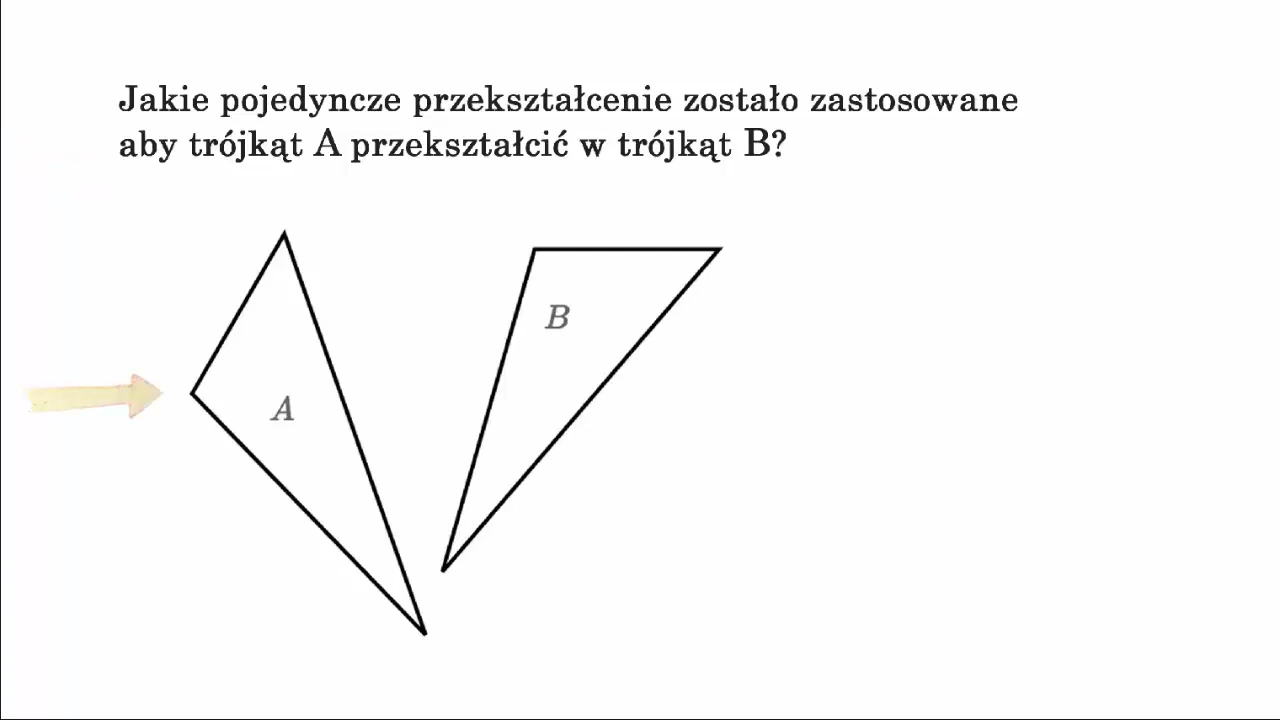 Jakie pojedyncze przekształcenie zostało zastosowane
aby trójkąt A przekształcić w trójkąt B?
B
A